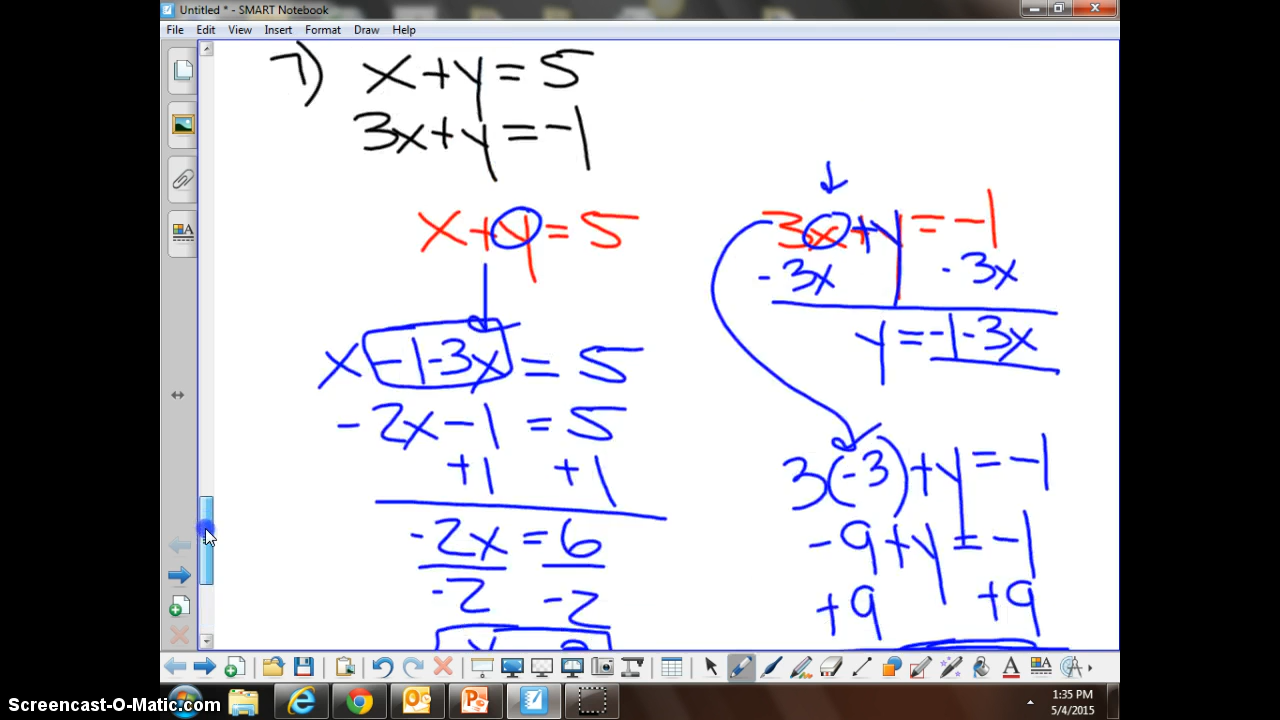 Untitled * - SMART Notebook
File Edit View Insert Format Draw Help
7) x+y=5
3x+y=-1
x+y=5
3x+y=-1
-3x -3x
y=-1-3x
x-1-3x=5
-2x-1=5
+1 +1
-2x=6
-2 -2
3(-3)+y=-1
-9+y=-1
+9 +9
Screencast-O-Matic.com
1:35 PM
5/4/2015